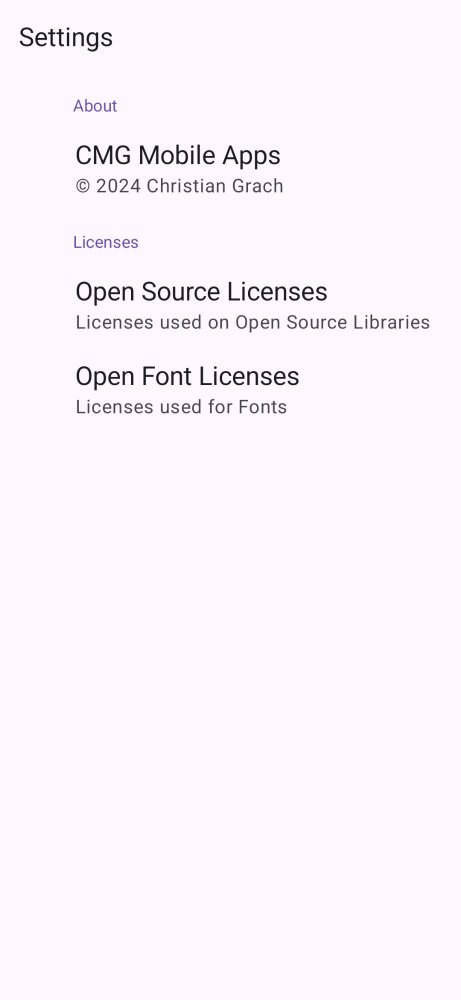 Settings
About
CMG Mobile Apps
© 2024 Christian Grach
Licenses
Open Source Licenses
Licenses used on Open Source Libraries
Open Font Licenses
Licenses used for Fonts